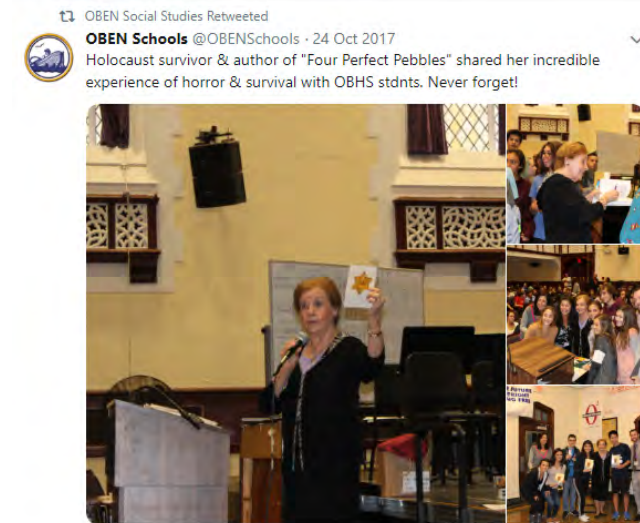 OBEN Social Studies Retweeted
OBEN Schools @OBENSchools · 24 Oct 2017
Holocaust survivor & author of "Four Perfect Pebbles" shared her incredible
experience of horror & survival with OBHS stdnts. Never forget!